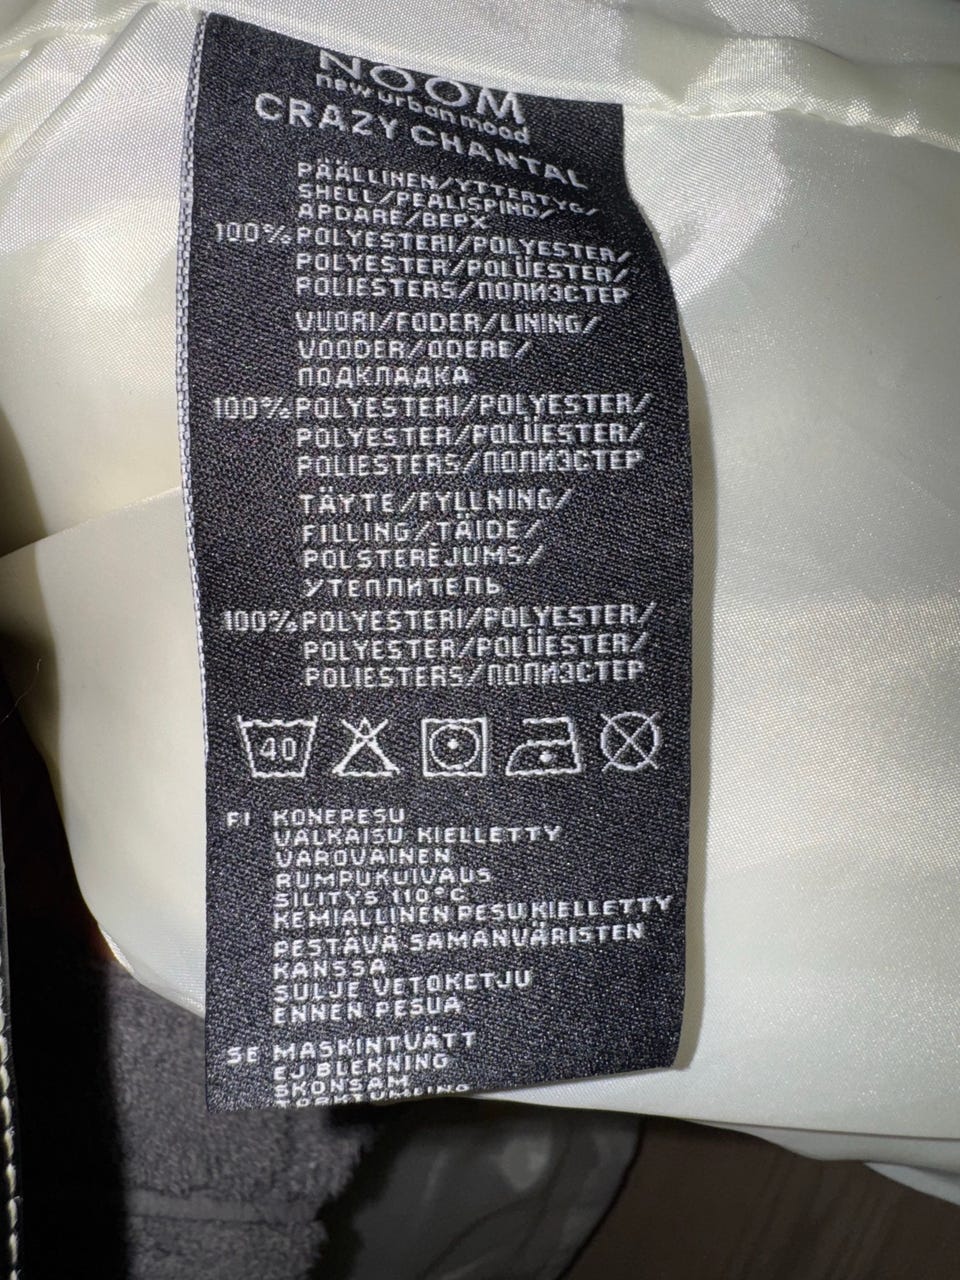 NOOM
new urban mood
CRAZY CHANTAL
PÄÄLLINEN/YTTERTYG/
SHELL/PEALISPIND/
APDARE/ВЕРХ
100% POLYESTERI/POLYESTER/
POLYESTER/POLÜESTER/
POLIESTERS/ПОЛИЭСТЕР
VUORI/FODER/LINING/
VOODER/ODERE/
ПОДКЛАДКА
100% POLYESTERI/POLYESTER/
POLYESTER/POLÜESTER/
POLIESTERS/ПОЛИЭСТЕР
TÄYTE/FYLLNING/
FILLING/TÄIDE/
POLSTEREJUMS/
УТЕПЛИТЕЛЬ
100% POLYESTERI/POLYESTER/
POLYESTER/POLÜESTER/
POLIESTERS/ПОЛИЭСТЕР
40
FI KONEPESU
VALKAISU KIELLETTY
VAROVAINEN
RUMPUKUIVAUS
SILITYS 110°C
KEMIALLINEN PESU KIELLETTY
PESTÄVÄ SAMANVÄRISTEN
KANSSA
SULJE VETOKETJU
ENNEN PESUA
SE MASKINTVÄTT
EJ BLEKNING
SKONSAM